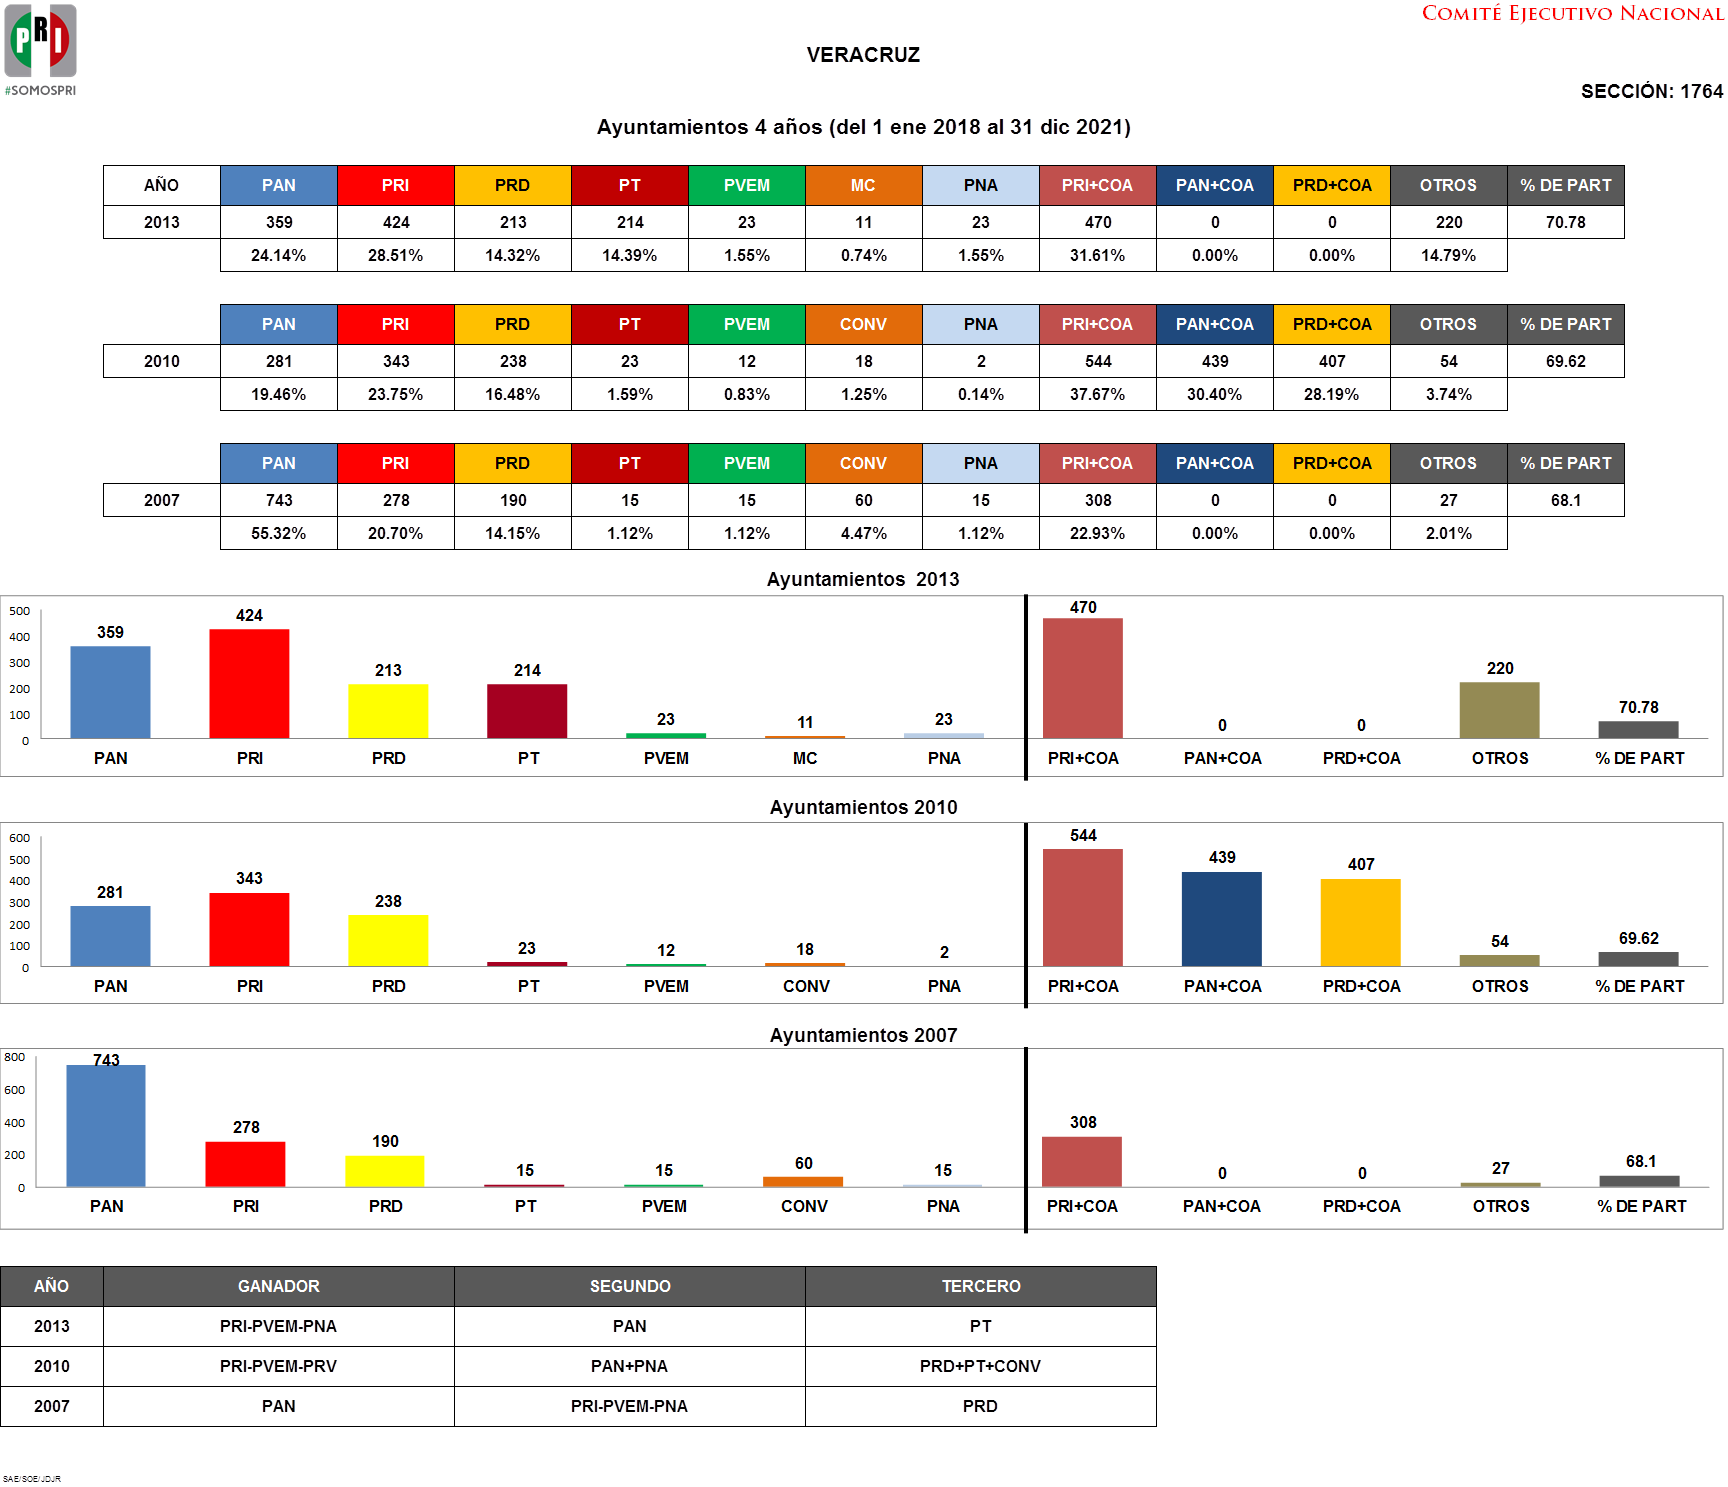 PRI
#SOMOSPRI
COMITÉ EJECUTIVO NACIONAL
VERACRUZ
SECCIÓN: 1764
Ayuntamientos 4 años (del 1 ene 2018 al 31 dic 2021)
AÑO PAN PRI PRD PT PVEM MC PNA PRI+COA PAN+COA PRD+COA OTROS % DE PART
2013 359 424 213 214 23 11 23 470 0 0 220 70.78
24.14% 28.51% 14.32% 14.39% 1.55% 0.74% 1.55% 31.61% 0.00% 0.00% 14.79%
PAN PRI PRD PT PVEM CONV PNA PRI+COA PAN+COA PRD+COA OTROS % DE PART
2010 281 343 238 23 12 18 2 544 439 407 54 69.62
19.46% 23.75% 16.48% 1.59% 0.83% 1.25% 0.14% 37.67% 30.40% 28.19% 3.74%
PAN PRI PRD PT PVEM CONV PNA PRI+COA PAN+COA PRD+COA OTROS % DE PART
2007 743 278 190 15 15 60 15 308 0 0 27 68.1
55.32% 20.70% 14.15% 1.12% 1.12% 4.47% 1.12% 22.93% 0.00% 0.00% 2.01%
Ayuntamientos 2013
500
400
300
200
100
0
359 424 213 214 23 11 23 470 0 0 220 70.78
PAN PRI PRD PT PVEM MC PNA PRI+COA PAN+COA PRD+COA OTROS % DE PART
Ayuntamientos 2010
600
500
400
300
200
100
0
281 343 238 23 12 18 2 544 439 407 54 69.62
PAN PRI PRD PT PVEM CONV PNA PRI+COA PAN+COA PRD+COA OTROS % DE PART
Ayuntamientos 2007
800
600
400
200
0
743 278 190 15 15 60 15 308 0 0 27 68.1
PAN PRI PRD PT PVEM CONV PNA PRI+COA PAN+COA PRD+COA OTROS % DE PART
AÑO GANADOR SEGUNDO TERCERO
2013 PRI-PVEM-PNA PAN PT
2010 PRI-PVEM-PRV PAN+PNA PRD+PT+CONV
2007 PAN PRI-PVEM-PNA PRD
SAE/SOE/JDJR